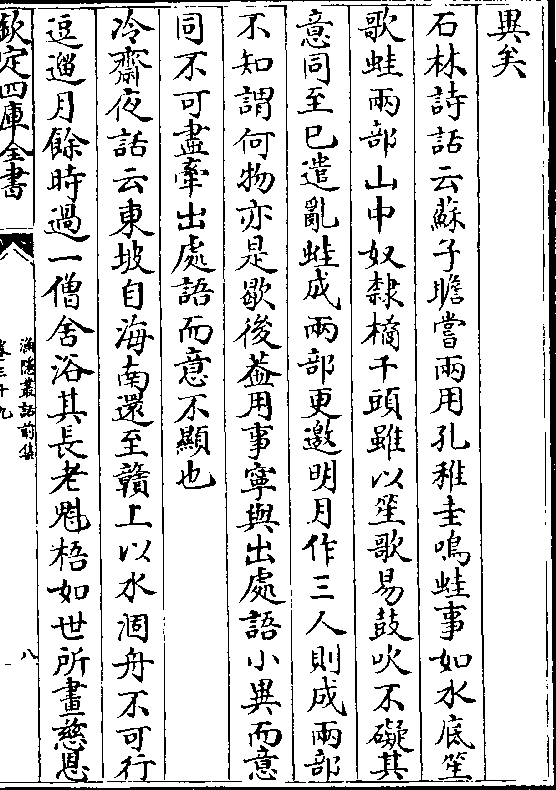 異矣
石林詩話云蘇子瞻嘗兩用孔稚圭鳴蛙事如水底笙
歌蛙兩部山中奴隸橘千頭雖以笙歌易鼓吹不礙其
意同至已遣亂蛙成兩部更邀明月作三人則成兩部
不知謂何物亦是歇後葢用事寧與出處語小異而意
同不可盡牽出處語而意不顯也
冷齋夜話云東坡自海南還至贛上以水涸舟不可行
逗遛月餘時過一僧舍浴其長老魁梧如世所畫慈恩
欽定四庫全書
漁隱叢話前集
卷三十九
八